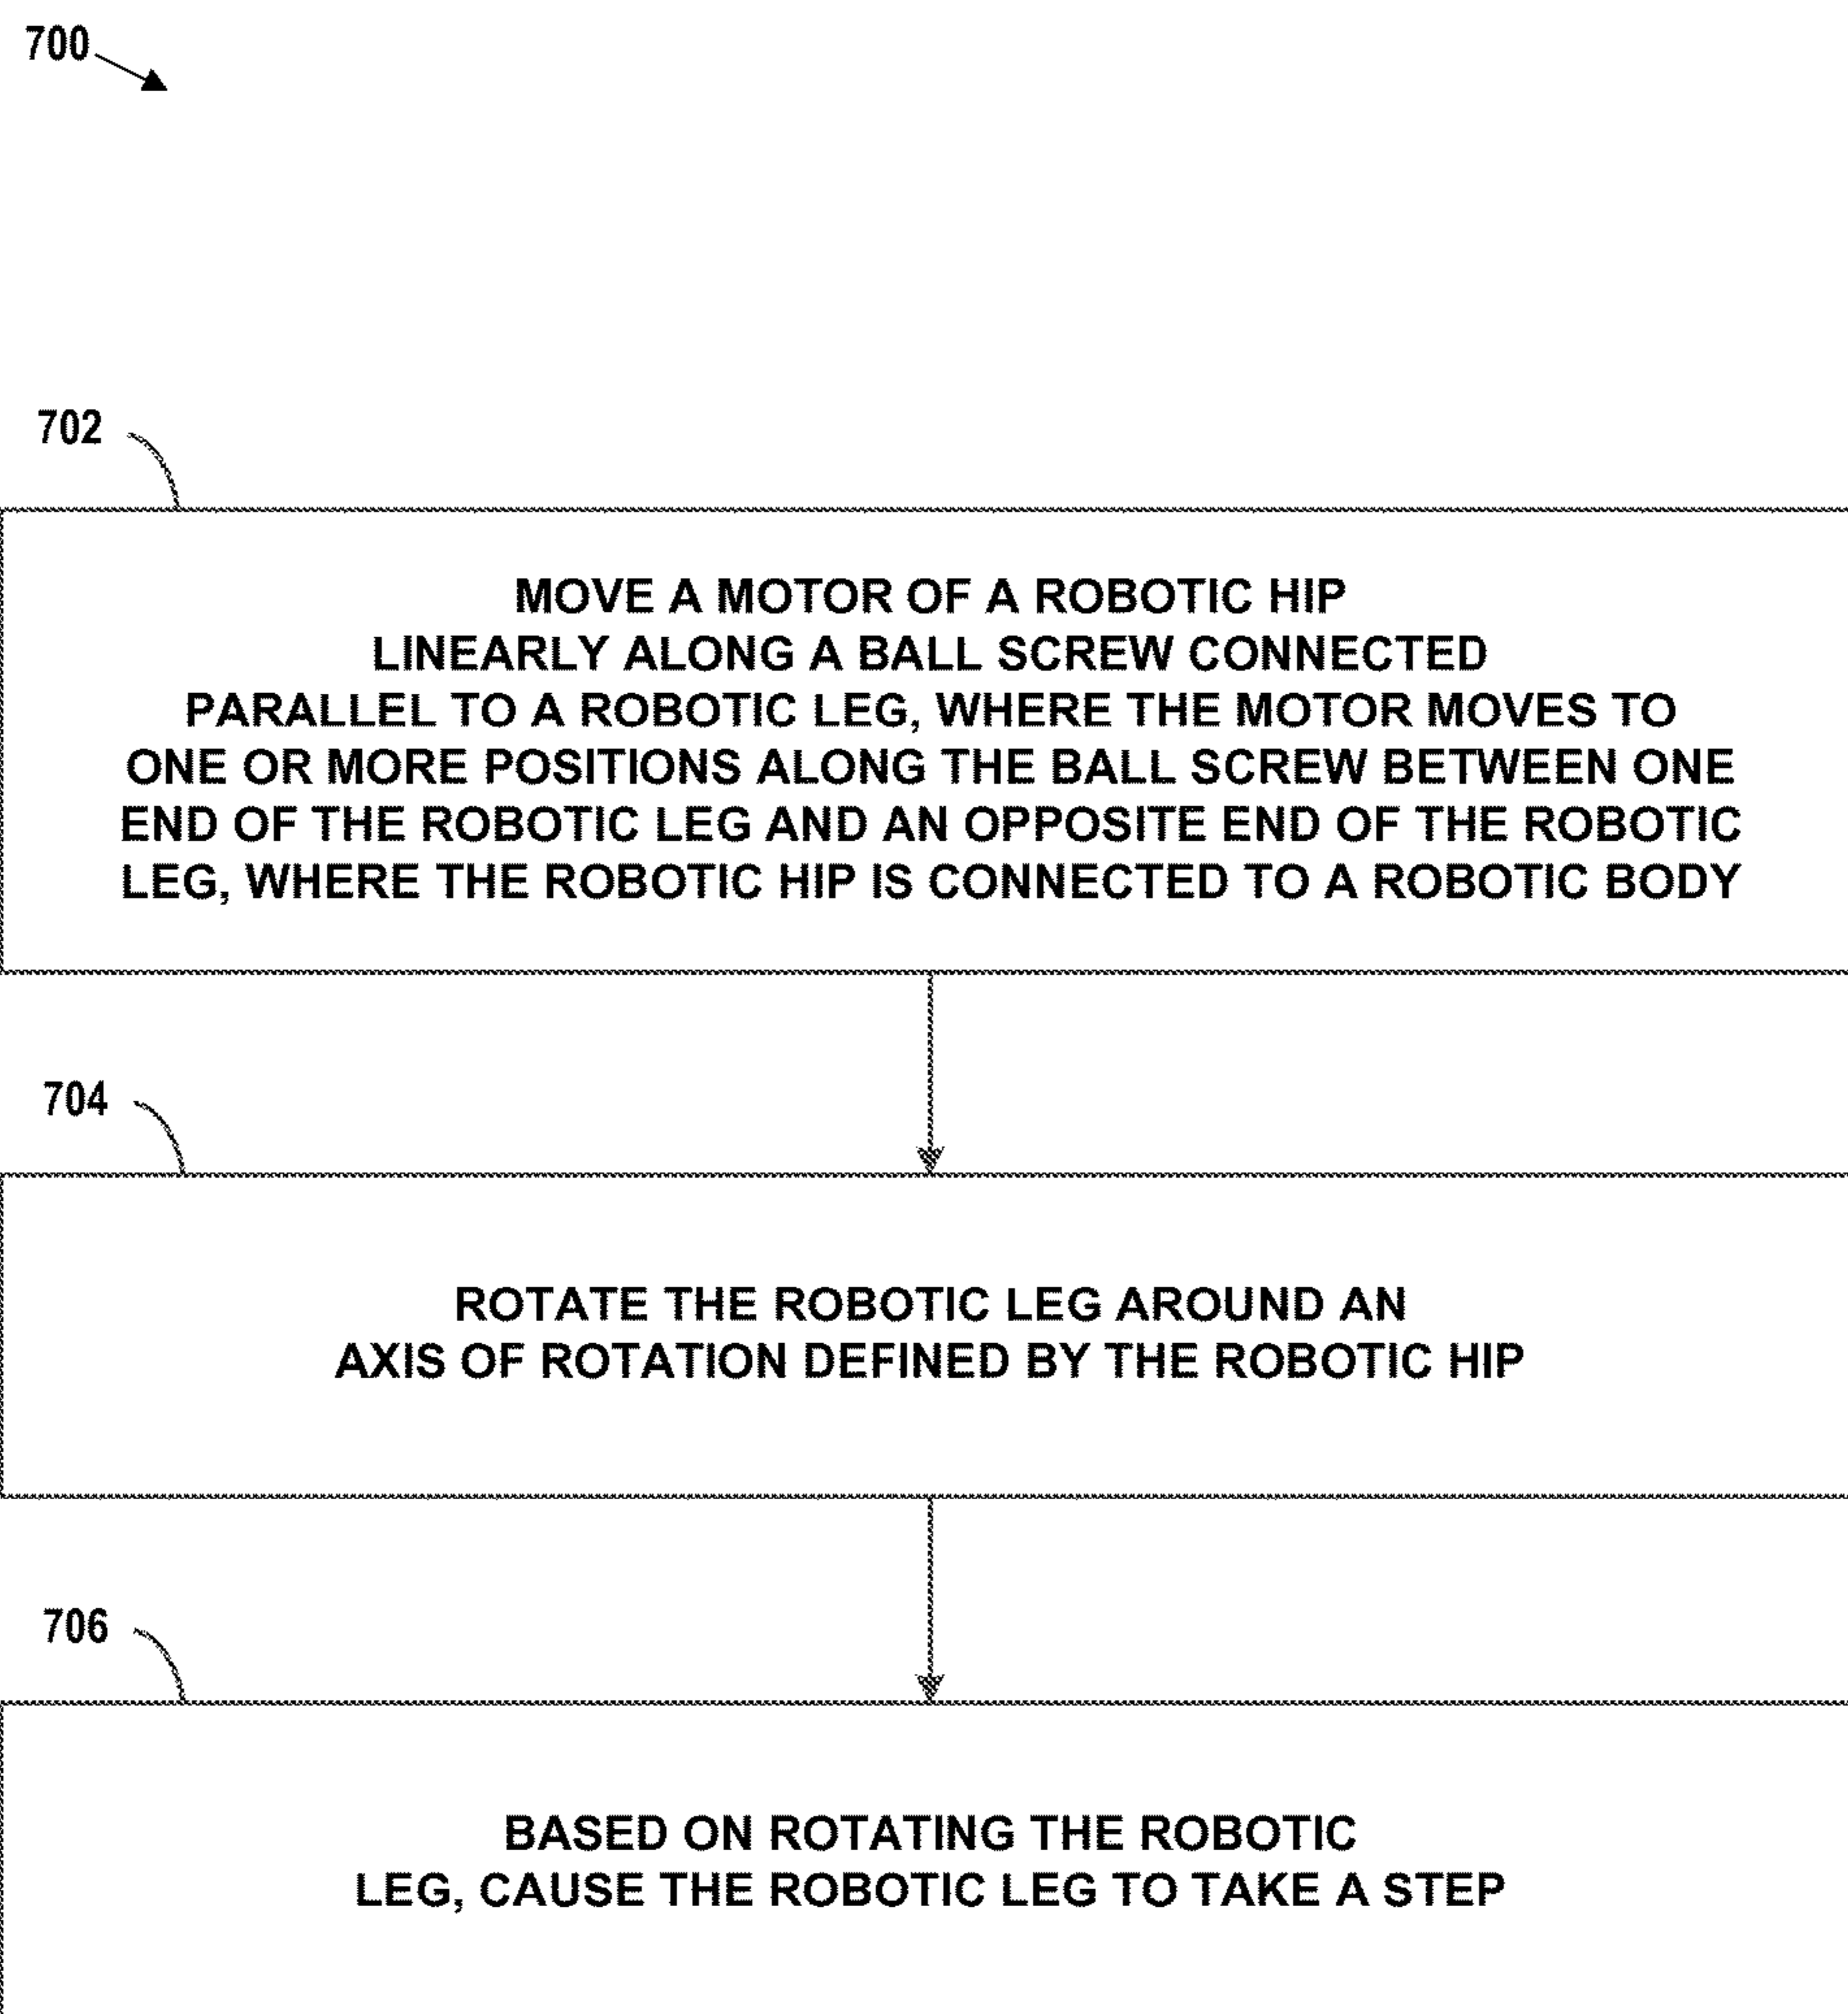 700
702
MOVE A MOTOR OF A ROBOTIC HIP
LINEARLY ALONG A BALL SCREW CONNECTED
PARALLEL TO A ROBOTIC LEG, WHERE THE MOTOR MOVES TO
ONE OR MORE POSITIONS ALONG THE BALL SCREW BETWEEN ONE
END OF THE ROBOTIC LEG AND AN OPPOSITE END OF THE ROBOTIC
LEG, WHERE THE ROBOTIC HIP IS CONNECTED TO A ROBOTIC BODY
704
ROTATE THE ROBOTIC LEG AROUND AN
AXIS OF ROTATION DEFINED BY THE ROBOTIC HIP
706
BASED ON ROTATING THE ROBOTIC
LEG, CAUSE THE ROBOTIC LEG TO TAKE A STEP